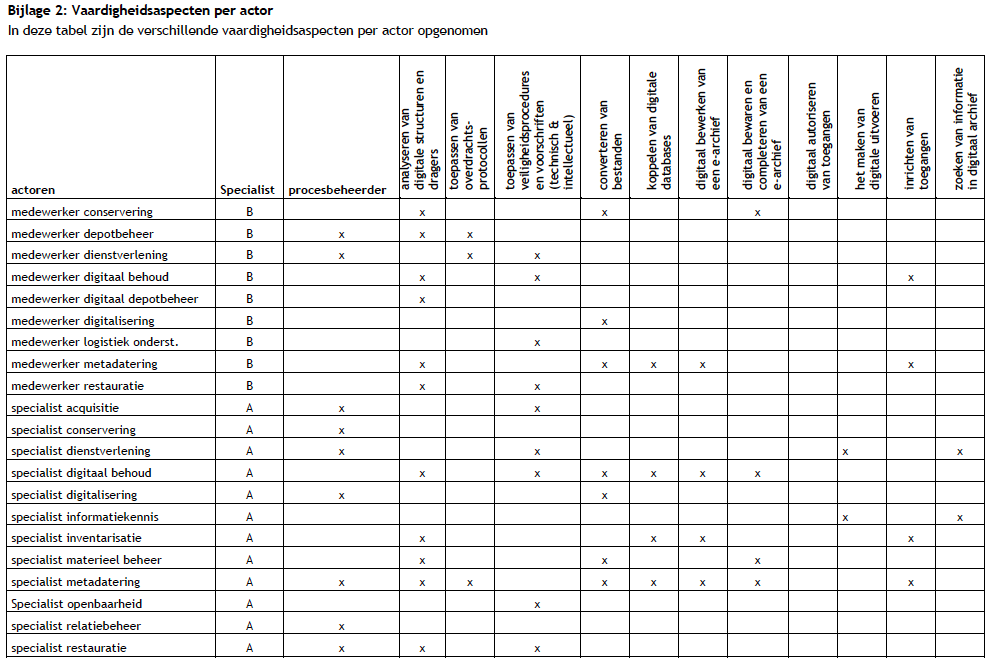 Bijlage 2: Vaardigheidsaspecten per actor
In deze tabel zijn de verschillende vaardigheidsaspecten per actor opgenomen
actoren
Specialist
procesbeheerder
analyseren van
digitale structuren en
dragers
toepassen van
overdrachts-
protocollen
toepassen van
veiligheidsprocedures
en voorschriften
(technisch &
intellectueel)
converteren van
bestanden
koppelen van digitale
databases
digitaal bewerken van
een e-archief
digitaal bewaren en
completeren van een
e-archief
digitaal autoriseren
van toegangen
het maken van
digitale uitvoeren
inrichten van
toegangen
zoeken van informatie
in digitaal archief
medewerker conservering B x x x
medewerker depotbeheer B x x x
medewerker dienstverlening B x x x
medewerker digitaal behoud B x x x
medewerker digitaal depotbeheer B x
medewerker digitalisering B x
medewerker logistiek onderst. B x
medewerker metadatering B x x x x x
medewerker restauratie B x x
specialist acquisitie A x x
specialist conservering A x
specialist dienstverlening A x x x x
specialist digitaal behoud A x x x x x x
specialist digitalisering A x x
specialist informatiekennis A x x
specialist inventarisatie A x x x x
specialist materieel beheer A x x x
specialist metadatering A x x x x x x x x
Specialist openbaarheid A x
specialist relatiebeheer A x
specialist restauratie A x x x